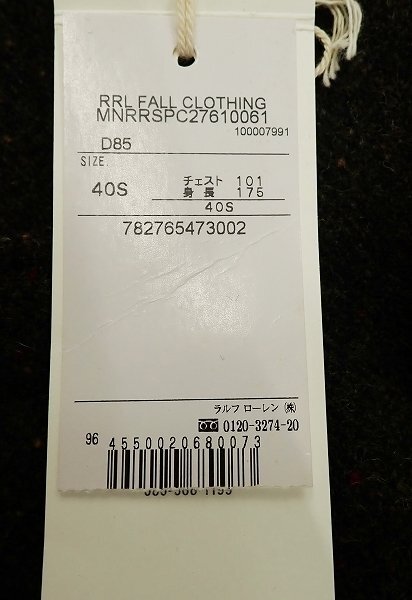 RRL FALL CLOTHING
MNRRSPC27610061
100007991
D85
SIZE.
40S
チェスト 101
身 長 175
40S
782765473002
ラルフ ローレン ㈱
0120-3274-20
96 4550020680073